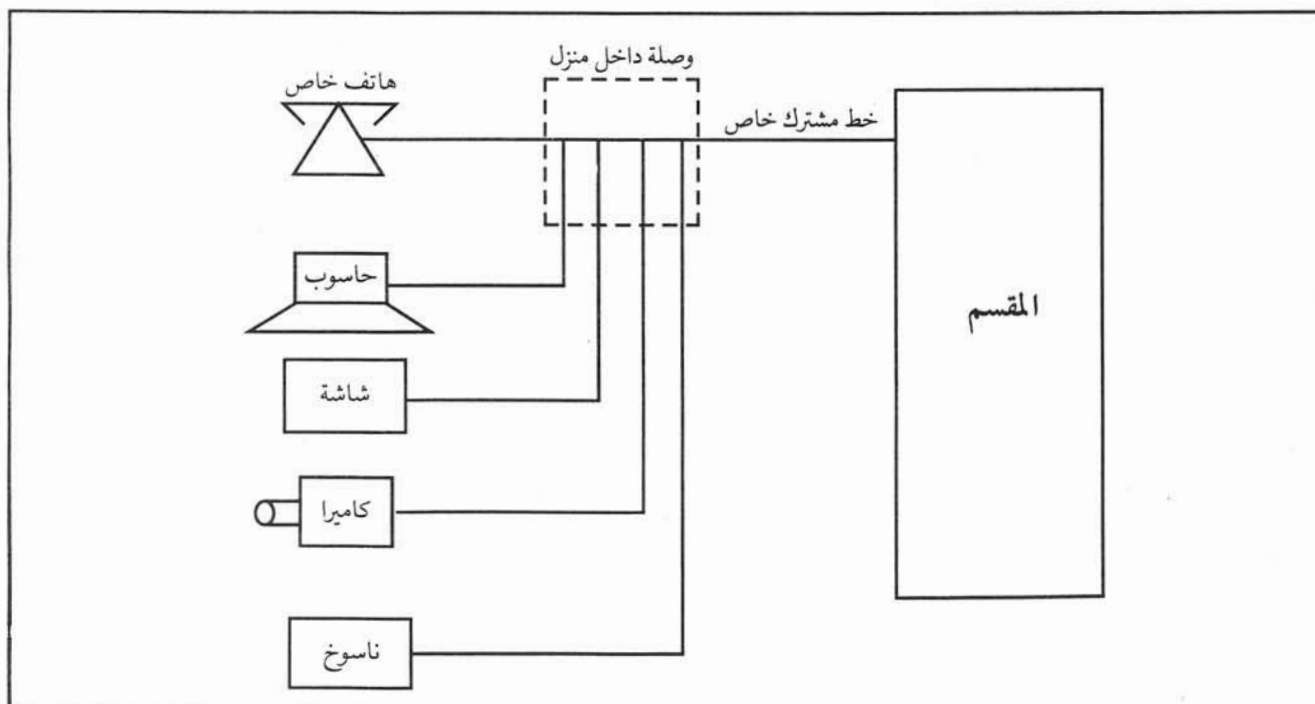 وصلة داخل منزل
هاتف خاص
خط مشترك خاص
حاسوب
المقسم
شاشة
كاميرا
ناسوخ